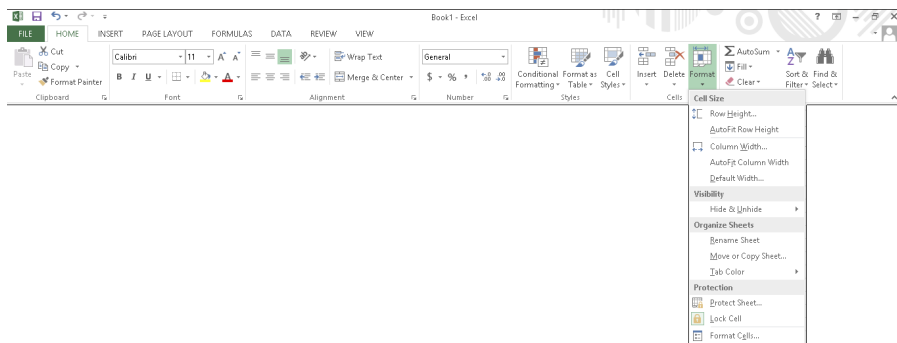 Book1 - Excel
FILE HOME INSERT PAGE LAYOUT FORMULAS DATA REVIEW VIEW
Paste
Cut
Copy
Format Painter
Clipboard
Calibri 11 A A
B I U A
Font
Wrap Text
Merge & Center
Alignment
General
$ % , .0 .00 .00 .0
Number
Conditional Formatting
Format as Table
Cell Styles
Styles
Insert Delete Format
Cells
AutoSum
Fill
Clear
Sort & Filter
Find & Select
Cell Size
Row Height...
AutoFit Row Height
Column Width...
AutoFit Column Width
Default Width...
Visibility
Hide & Unhide
Organize Sheets
Rename Sheet
Move or Copy Sheet...
Tab Color
Protection
Protect Sheet...
Lock Cell
Format Cells...